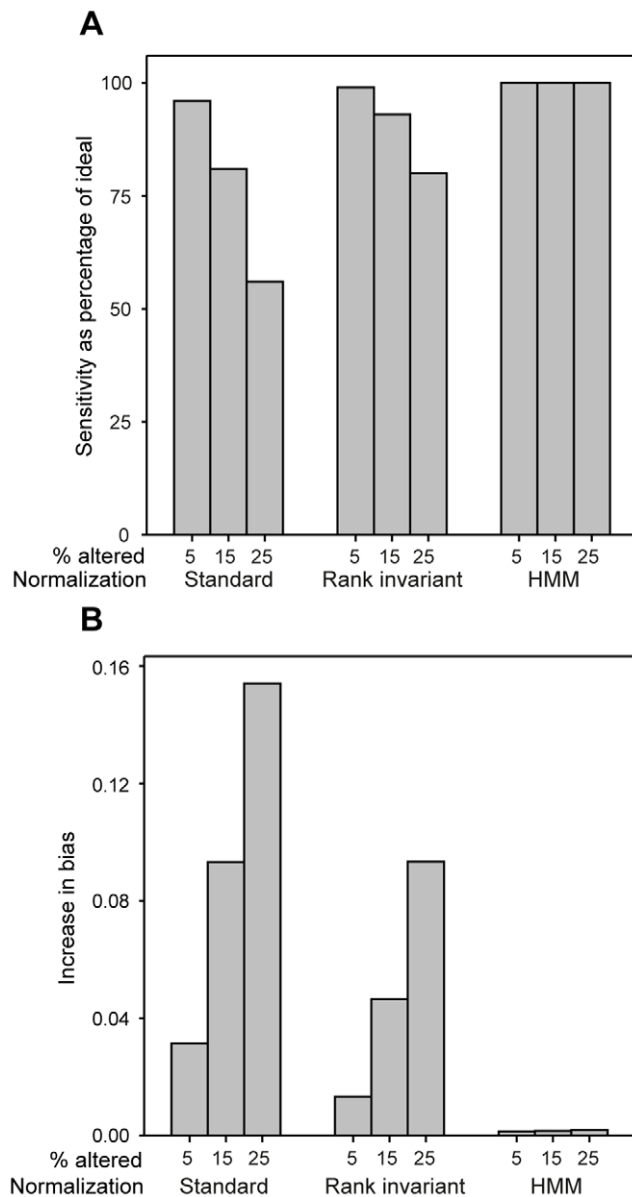 A
Sensitivity as percentage of ideal
100
75
50
25
0
% altered 5 15 25 5 15 25 5 15 25
Normalization Standard Rank invariant HMM
B
Increase in bias
0.16
0.12
0.08
0.04
0.00
% altered 5 15 25 5 15 25 5 15 25
Normalization Standard Rank invariant HMM